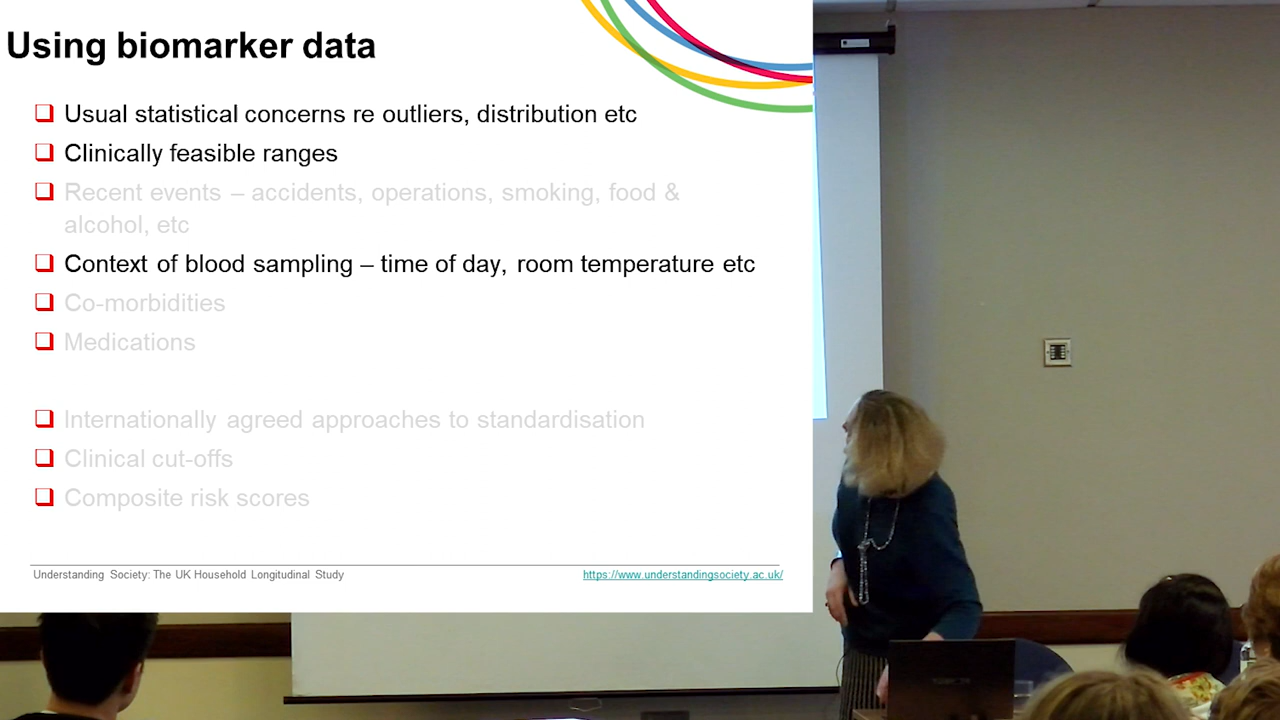 Using biomarker data
Usual statistical concerns re outliers, distribution etc
Clinically feasible ranges
Recent events – accidents, operations, smoking, food &
alcohol, etc
Context of blood sampling – time of day, room temperature etc
Co-morbidities
Medications
Internationally agreed approaches to standardisation
Clinical cut-offs
Composite risk scores
Understanding Society: The UK Household Longitudinal Study
https://www.understandingsociety.ac.uk/